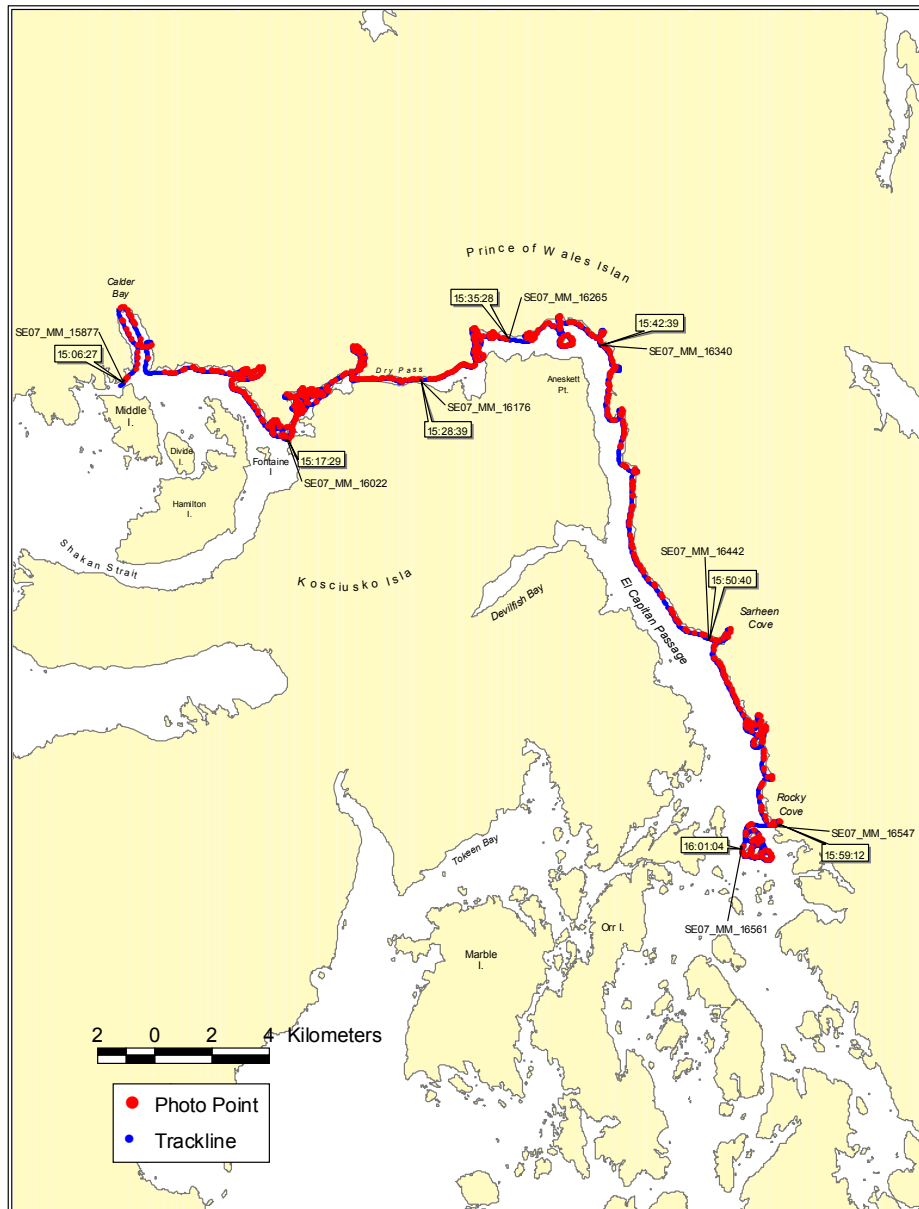 Prince of Wales Islan
Calder
Bay
15:35:28
SE07_MM_16265
SE07_MM_15877
15:42:39
15:06:27
SE07_MM_16340
Dry Pass
Aneskett
Pt.
SE07_MM_16176
Middle
I.
15:28:39
Divide
I.
Fontaine
I
15:17:29
SE07_MM_16022
Hamilton
I.
Shakan Strait
Kosciusko Isla
SE07_MM_16442
15:50:40
Devilfish Bay
El Capitan Passage
Sarheen
Cove
Rocky
Cove
Tokeen Bay
SE07_MM_16547
16:01:04
15:59:12
Orr I.
SE07_MM_16561
Marble
I.
2 0 2 4 Kilometers
Photo Point
Trackline